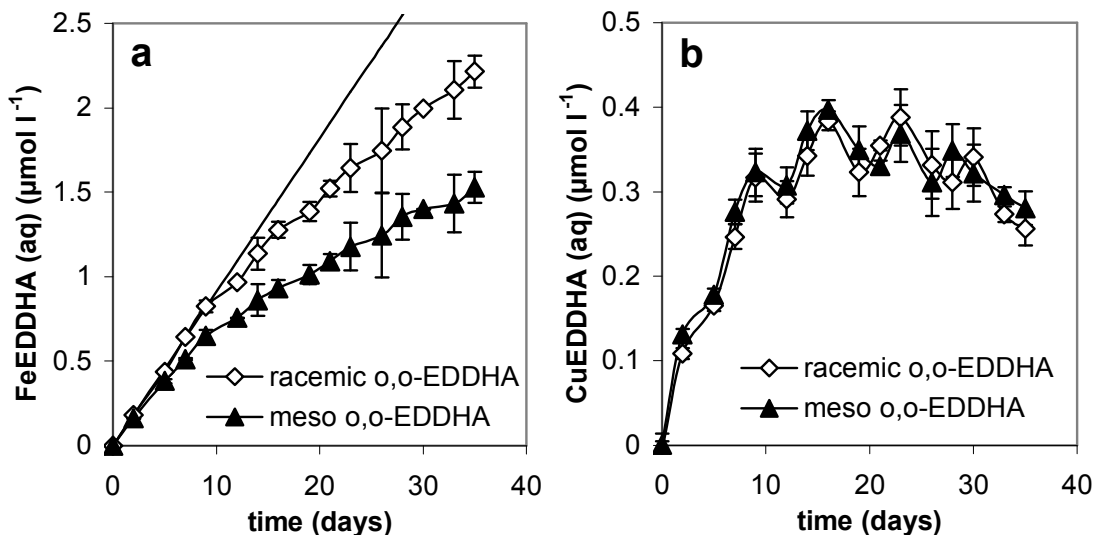 a
FeEDDHA (aq) (µmol l⁻¹)
2.5
2
1.5
1
0.5
0
0 10 20 30 40
time (days)
racemic o,o-EDDHA
meso o,o-EDDHA
b
CuEDDHA (aq) (µmol l⁻¹)
0.5
0.4
0.3
0.2
0.1
0
0 10 20 30 40
time (days)
racemic o,o-EDDHA
meso o,o-EDDHA